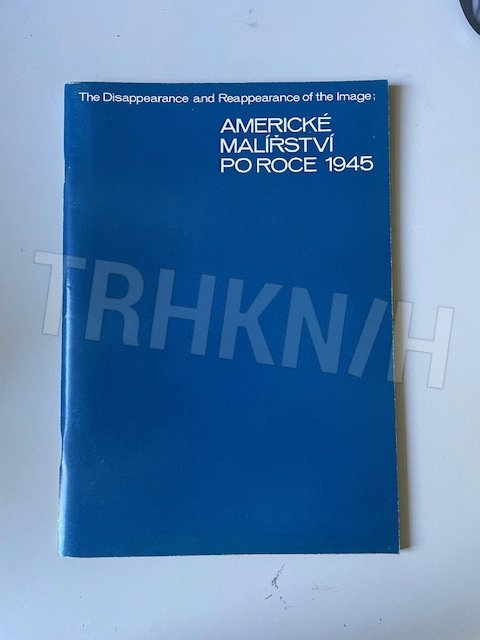 The Disappearance and Reappearance of the Image:
AMERICKÉ
MALÍŘSTVÍ
PO ROCE 1945
TRHKNIH